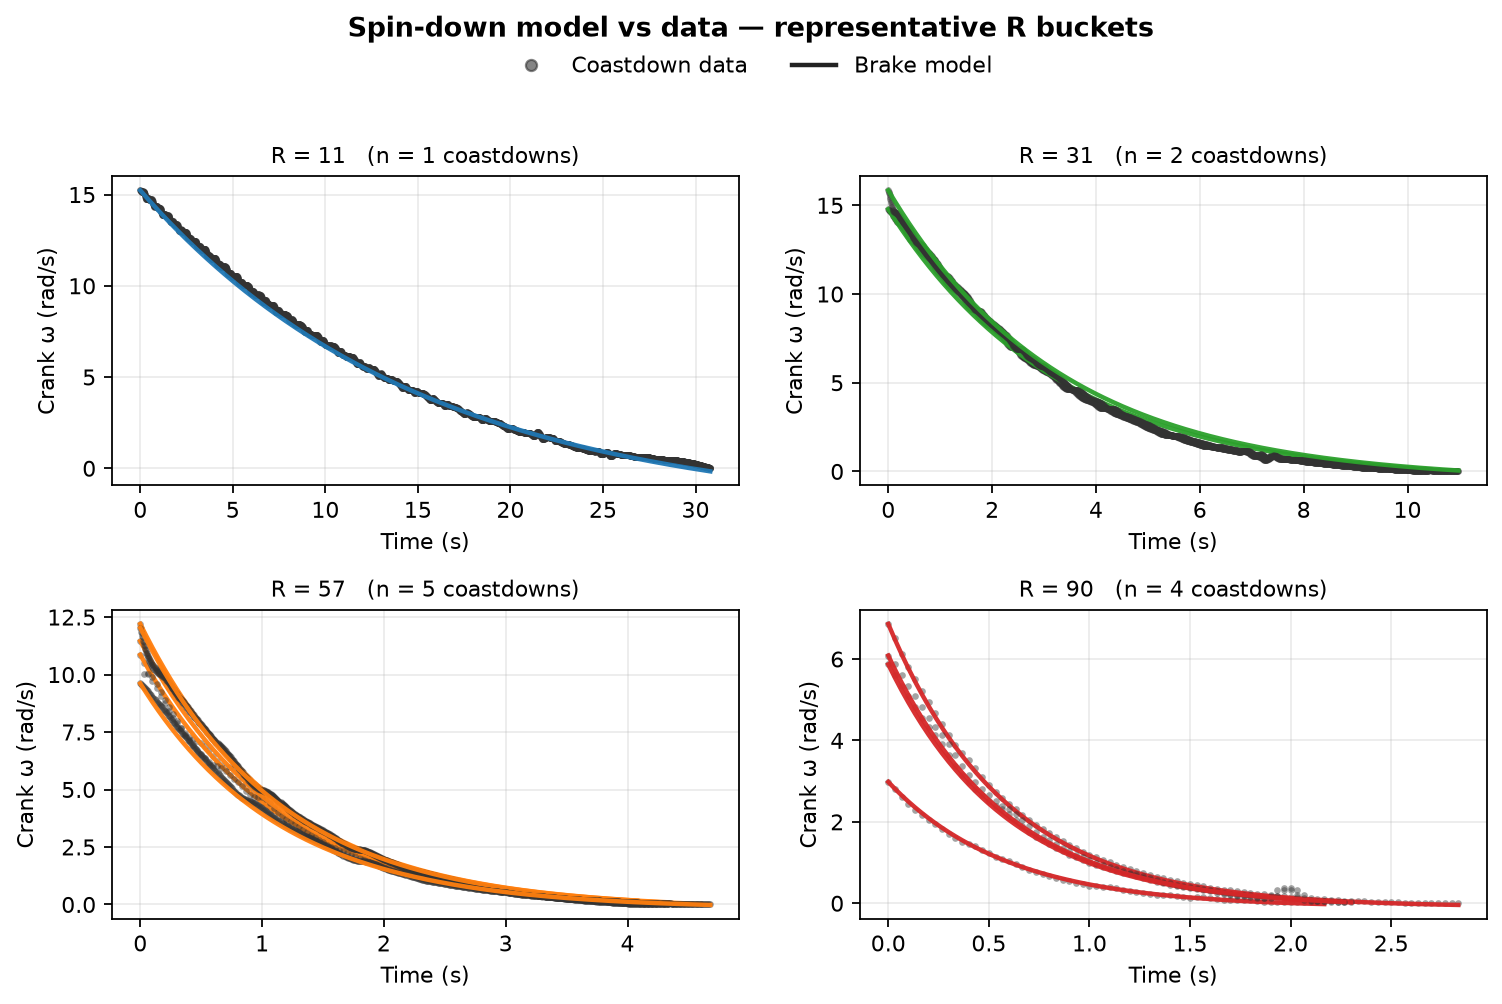 Spin-down model vs data — representative R buckets
Coastdown data Brake model
R = 11 (n = 1 coastdowns)
Crank ω (rad/s)
15
10
5
0
0 5 10 15 20 25 30
Time (s)
R = 31 (n = 2 coastdowns)
Crank ω (rad/s)
15
10
5
0
0 2 4 6 8 10
Time (s)
R = 57 (n = 5 coastdowns)
Crank ω (rad/s)
12.5
10.0
7.5
5.0
2.5
0.0
0 1 2 3 4
Time (s)
R = 90 (n = 4 coastdowns)
Crank ω (rad/s)
6
4
2
0
0.0 0.5 1.0 1.5 2.0 2.5
Time (s)